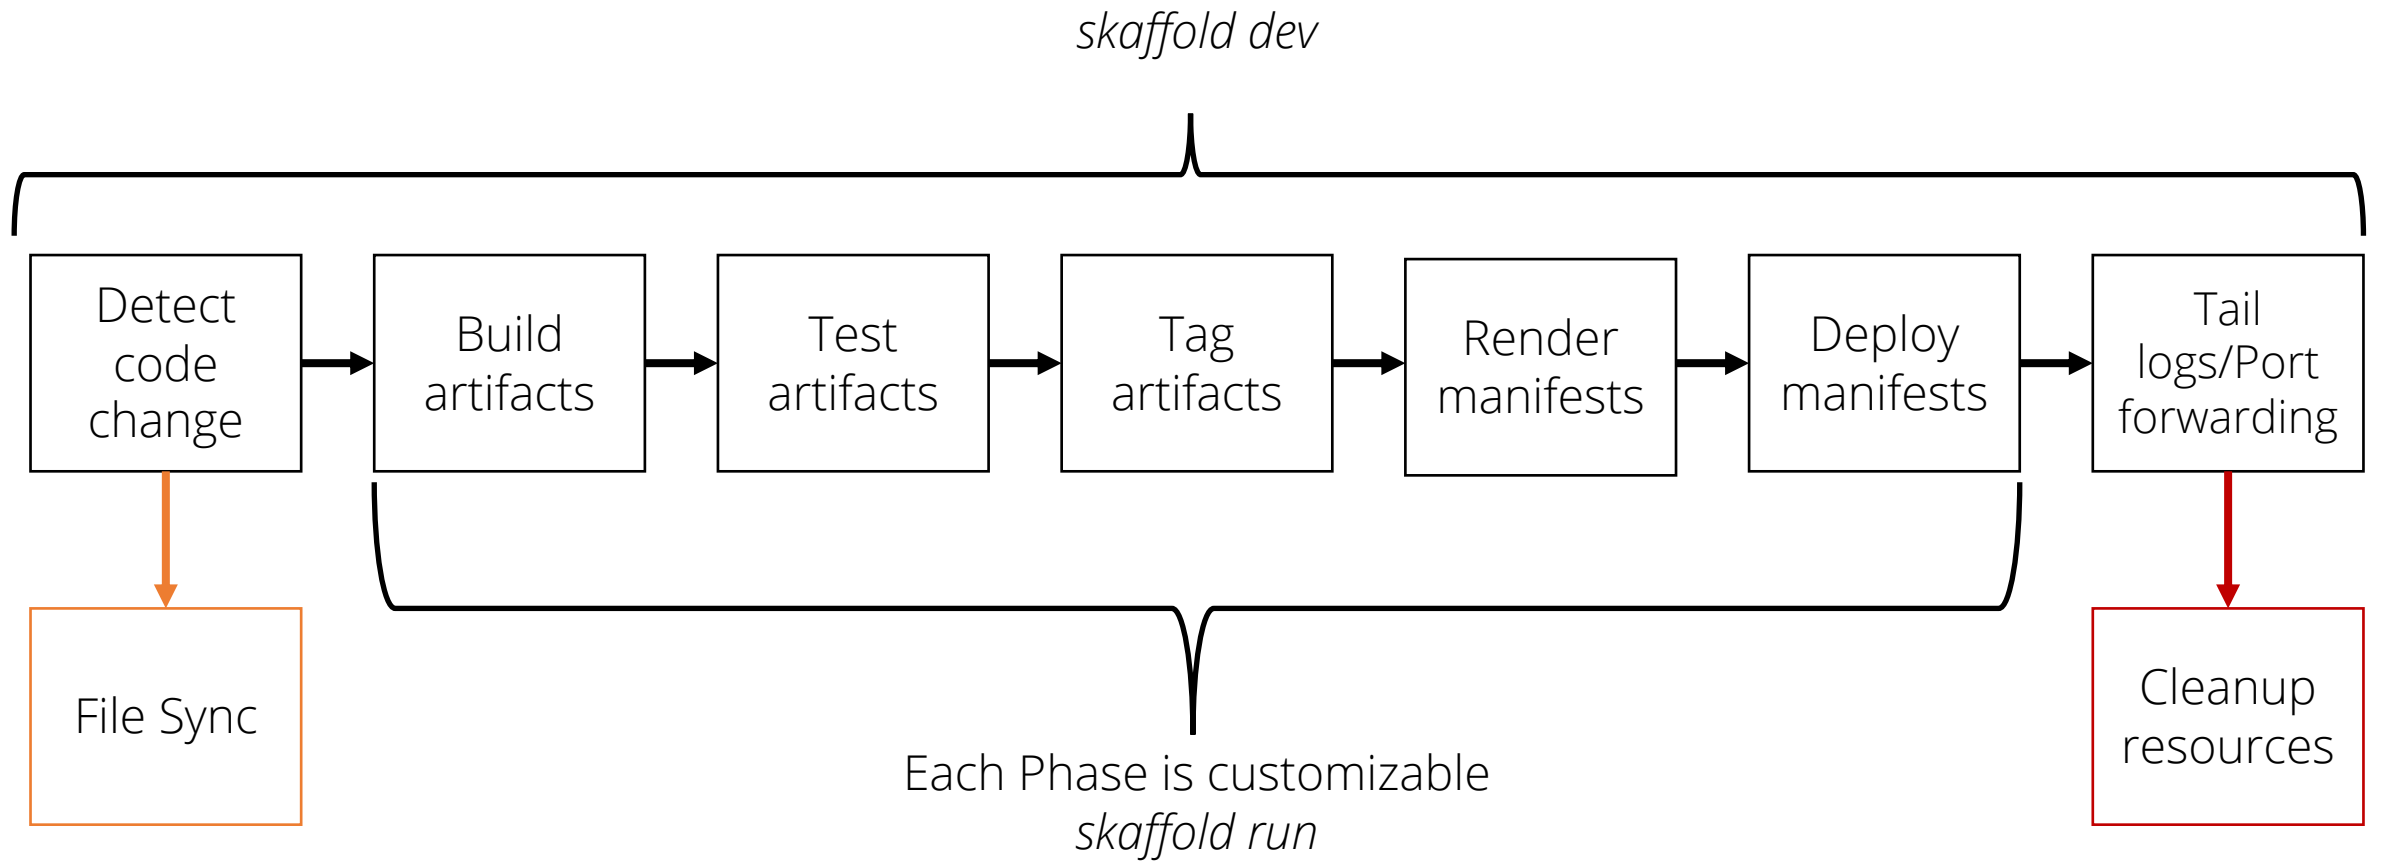 skaffold dev
Detect
code
change
Build
artifacts
Test
artifacts
Tag
artifacts
Render
manifests
Deploy
manifests
Tail
logs/Port
forwarding
File Sync
Cleanup
resources
Each Phase is customizable
skaffold run